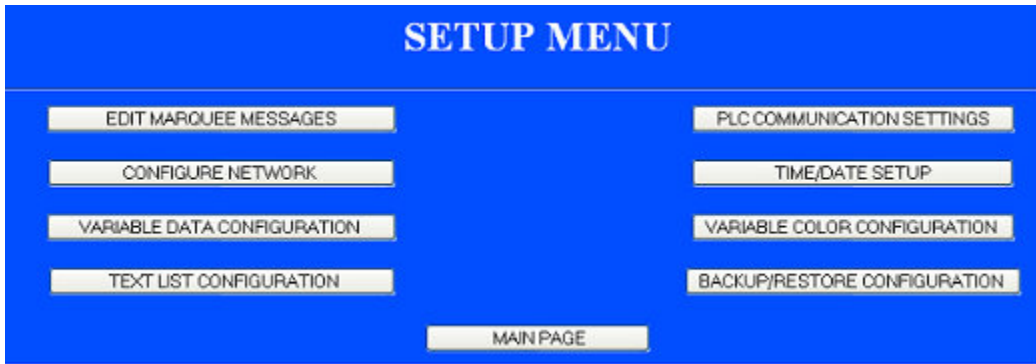 SETUP MENU
EDIT MARQUEE MESSAGES
PLC COMMUNICATION SETTINGS
CONFIGURE NETWORK
TIME/DATE SETUP
VARIABLE DATA CONFIGURATION
VARIABLE COLOR CONFIGURATION
TEXT LIST CONFIGURATION
BACKUP/RESTORE CONFIGURATION
MAIN PAGE